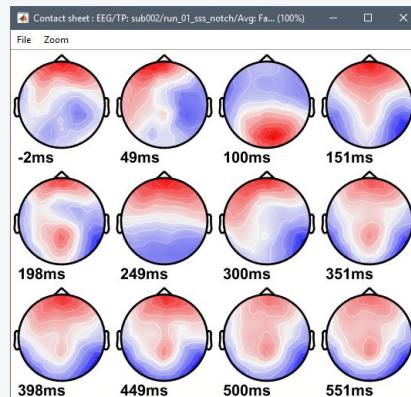 Contact sheet : EEG/TP: sub002/run_01_sss_notch/Avg: Fa... (100%)
File Zoom
-2ms 49ms 100ms 151ms
198ms 249ms 300ms 351ms
398ms 449ms 500ms 551ms